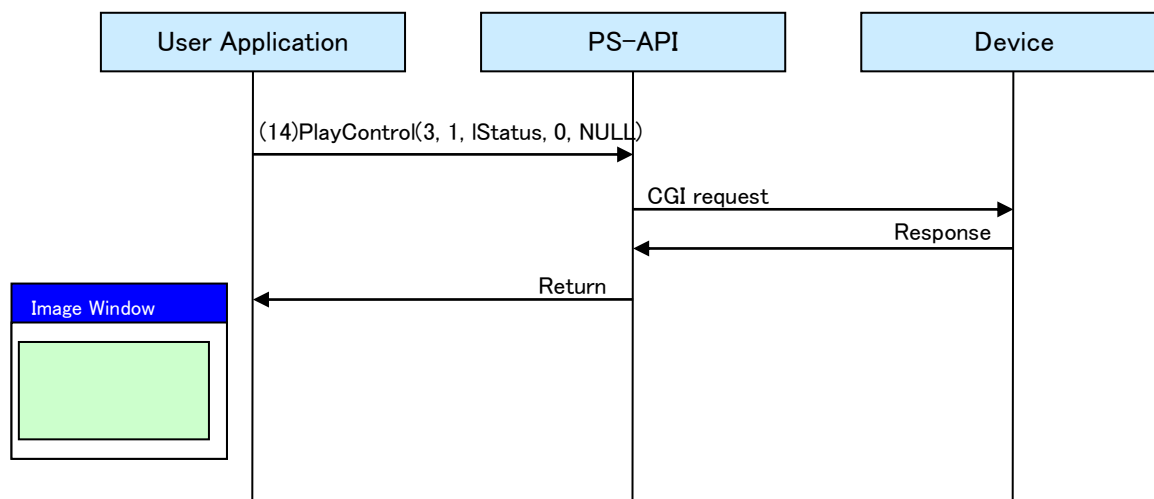 User Application
PS-API
Device
(14)PlayControl(3, 1, lStatus, 0, NULL)
CGI request
Response
Return
Image Window